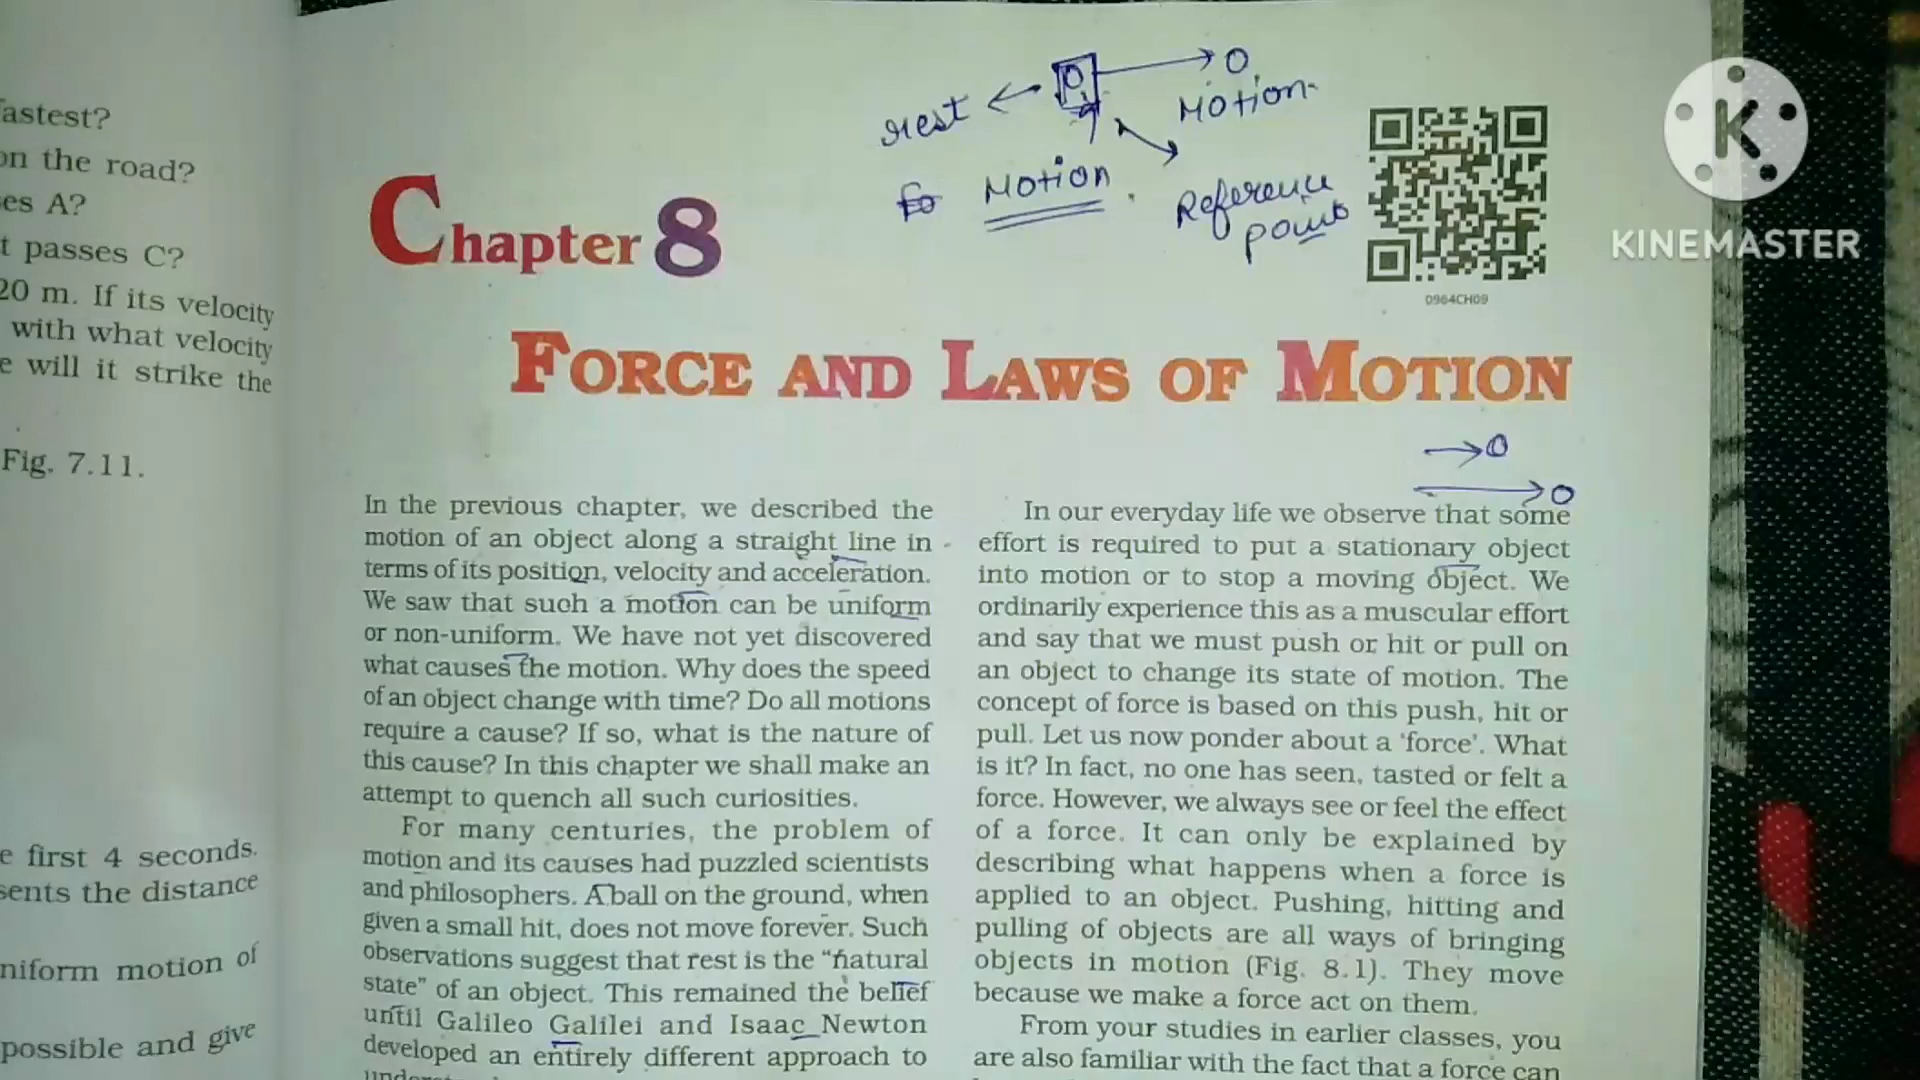 fastest?
on the road?
es A?
t passes C?
20 m. If its velocity
with what velocity
e will it strike the
Fig. 7.11.
e first 4 seconds.
sents the distance
niform motion of
possible and give
rest
Motion
Motion
Reference
point
KINEMASTER
0964CH09
Chapter 8
FORCE AND LAWS OF MOTION
In the previous chapter, we described the
motion of an object along a straight line in
terms of its position, velocity and acceleration.
We saw that such a motion can be uniform
or non-uniform. We have not yet discovered
what causes the motion. Why does the speed
of an object change with time? Do all motions
require a cause? If so, what is the nature of
this cause? In this chapter we shall make an
attempt to quench all such curiosities.
For many centuries, the problem of
motion and its causes had puzzled scientists
and philosophers. A ball on the ground, when
given a small hit, does not move forever. Such
observations suggest that rest is the “natural
state” of an object. This remained the belief
until Galileo Galilei and Isaac Newton
developed an entirely different approach to
In our everyday life we observe that some
effort is required to put a stationary object
into motion or to stop a moving object. We
ordinarily experience this as a muscular effort
and say that we must push or hit or pull on
an object to change its state of motion. The
concept of force is based on this push, hit or
pull. Let us now ponder about a ‘force’. What
is it? In fact, no one has seen, tasted or felt a
force. However, we always see or feel the effect
of a force. It can only be explained by
describing what happens when a force is
applied to an object. Pushing, hitting and
pulling of objects are all ways of bringing
objects in motion (Fig. 8.1). They move
because we make a force act on them.
From your studies in earlier classes, you
are also familiar with the fact that a force can